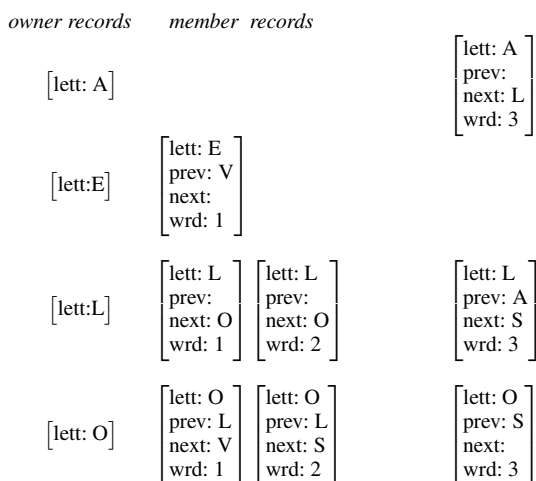 owner records member records
lett: A
prev:
next: L
wrd: 3
[lett: A]
lett: E
prev: V
next:
wrd: 1
[lett:E]
lett: L
prev:
next: O
wrd: 1
lett: L
prev:
next: O
wrd: 2
lett: L
prev: A
next: S
wrd: 3
[lett:L]
lett: O
prev: L
next: V
wrd: 1
lett: O
prev: L
next: S
wrd: 2
lett: O
prev: S
next:
wrd: 3
[lett: O]